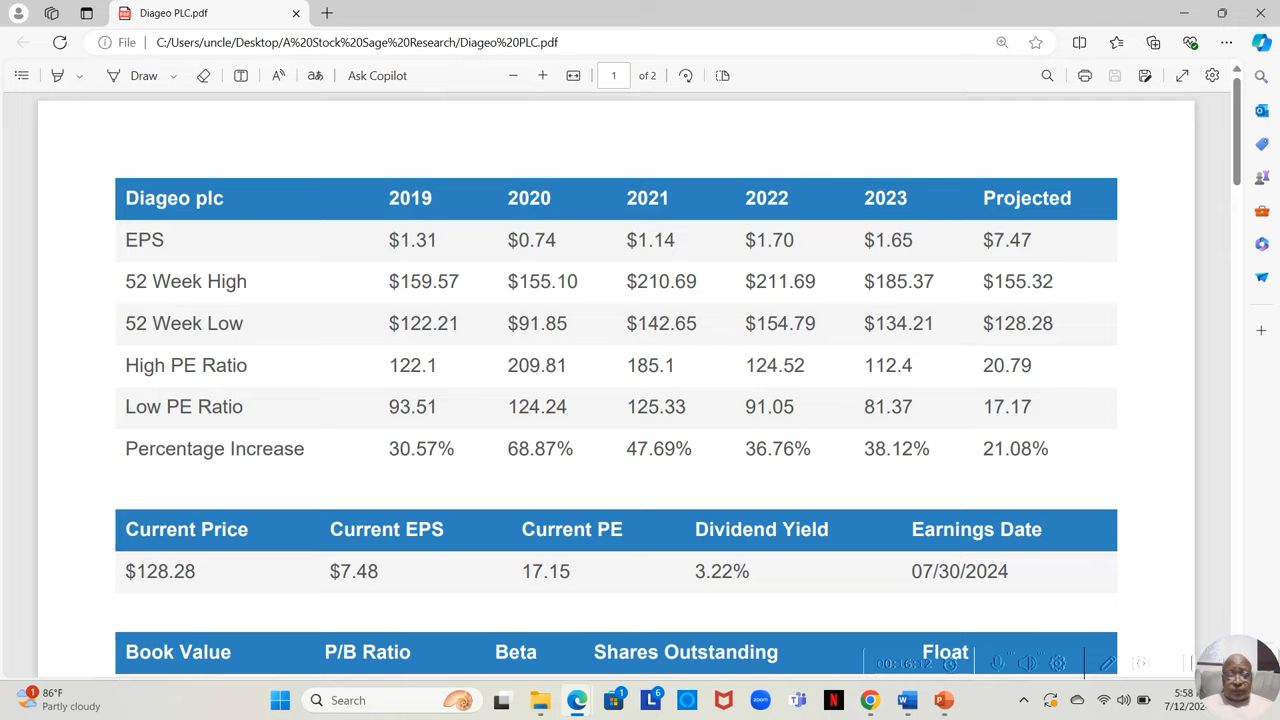 Diageo PLC.pdf
File C:/Users/uncle/Desktop/A%20Stock%20Sage%20Research/Diageo%20PLC.pdf
Draw Ask Copilot 1 of 2
Diageo plc 2019 2020 2021 2022 2023 Projected
EPS $1.31 $0.74 $1.14 $1.70 $1.65 $7.47
52 Week High $159.57 $155.10 $210.69 $211.69 $185.37 $155.32
52 Week Low $122.21 $91.85 $142.65 $154.79 $134.21 $128.28
High PE Ratio 122.1 209.81 185.1 124.52 112.4 20.79
Low PE Ratio 93.51 124.24 125.33 91.05 81.37 17.17
Percentage Increase 30.57% 68.87% 47.69% 36.76% 38.12% 21.08%
Current Price Current EPS Current PE Dividend Yield Earnings Date
$128.28 $7.48 17.15 3.22% 07/30/2024
Book Value P/B Ratio Beta Shares Outstanding Float
00:16:12
86°F
Partly cloudy
Search
5:58